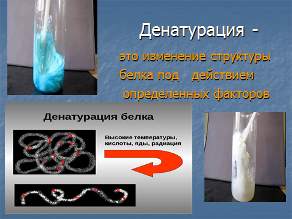 Денатурация -
это изменение структуры
белка под действием
определенных факторов
Денатурация белка
Высокие температуры,
кислоты, яды, радиация